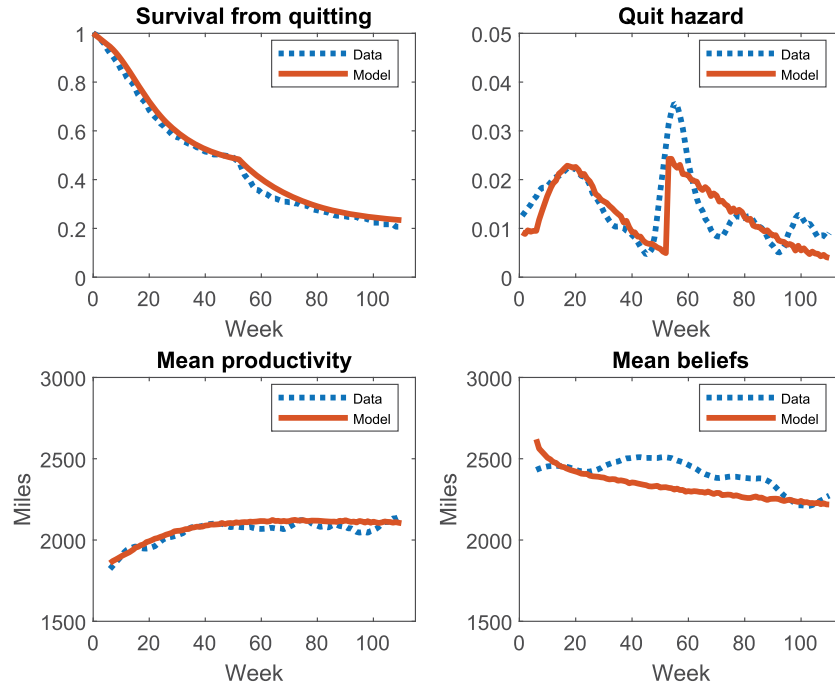 Survival from quitting
1
0.8
0.6
0.4
0.2
0
0 20 40 60 80 100
Week
Data
Model
Quit hazard
0.05
0.04
0.03
0.02
0.01
0
0 20 40 60 80 100
Week
Data
Model
Mean productivity
3000
2500
2000
1500
Miles
0 20 40 60 80 100
Week
Data
Model
Mean beliefs
3000
2500
2000
1500
Miles
0 20 40 60 80 100
Week
Data
Model